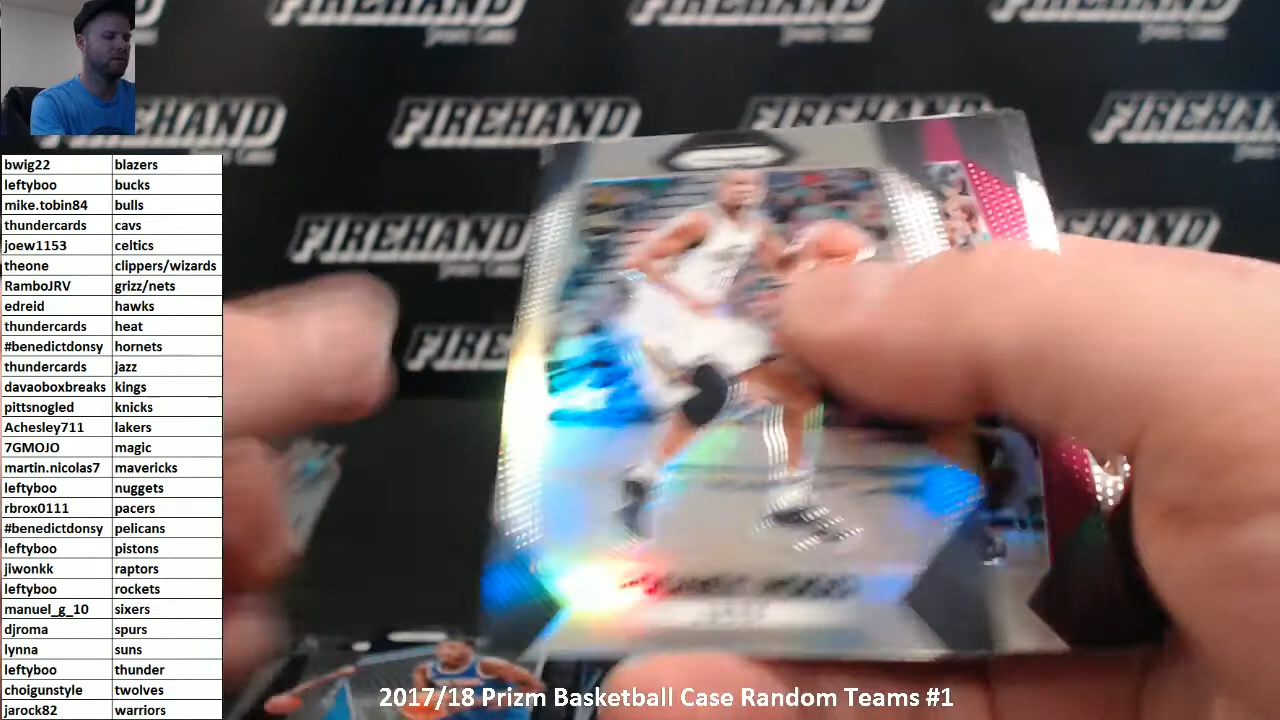 FIREHAND
FIREHAND
FIREHAND
FIREHAND
FIREHAND
FIREHAND
FIREHAND
FIREHAND
FIREHAND
bwig22 blazers
leftyboo bucks
mike.tobin84 bulls
thundercards cavs
joew1153 celtics
theone clippers/wizards
RamboJRV grizz/nets
edreid hawks
thundercards heat
#benedictdonsy hornets
thundercards jazz
davaoboxbreaks kings
pittsnogled knicks
Achesley711 lakers
7GMOJO magic
martin.nicolas7 mavericks
leftyboo nuggets
rbrox0111 pacers
#benedictdonsy pelicans
leftyboo pistons
jiwonkk raptors
leftyboo rockets
manuel_g_10 sixers
djroma spurs
lynna suns
leftyboo thunder
choigunstyle twolves
jarock82 warriors
2017/18 Prizm Basketball Case Random Teams #1